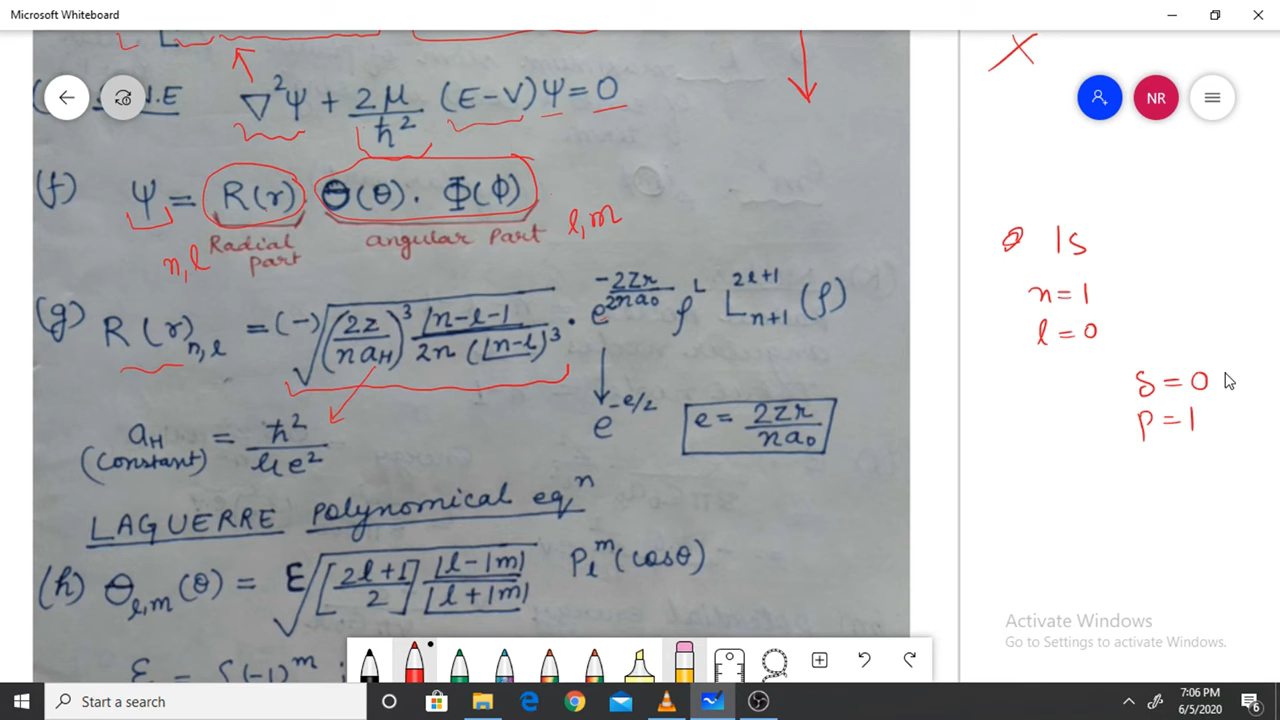 Microsoft Whiteboard
∇²Ψ + 2μ/ħ² (E-V) Ψ = 0
NR
(f) Ψ = R(r) Θ(θ). Φ(Φ)
n, l Radial part angular Part l, m
1s
n = 1
l = 0
s = 0
p = 1
(g) R(r)n,l = (-)√(2z/naH)³ |n-l-1 / 2n (|n-l)³ . e^-2Zr/2na₀ ρ^L L^2l+1_n+1 (ρ)
e^-e/2
e = 2Zr/na₀
aH (Constant) = ħ²/μe²
LAGUERRE Polynomical eqⁿ
(h) Θl,m(θ) = ε√[2l+1/2] |l-|m| / |l+|m| Pl^m (cosθ)
(-1)^m ;
Activate Windows
Go to Settings to activate Windows.
Start a search
7:06 PM
6/5/2020
6